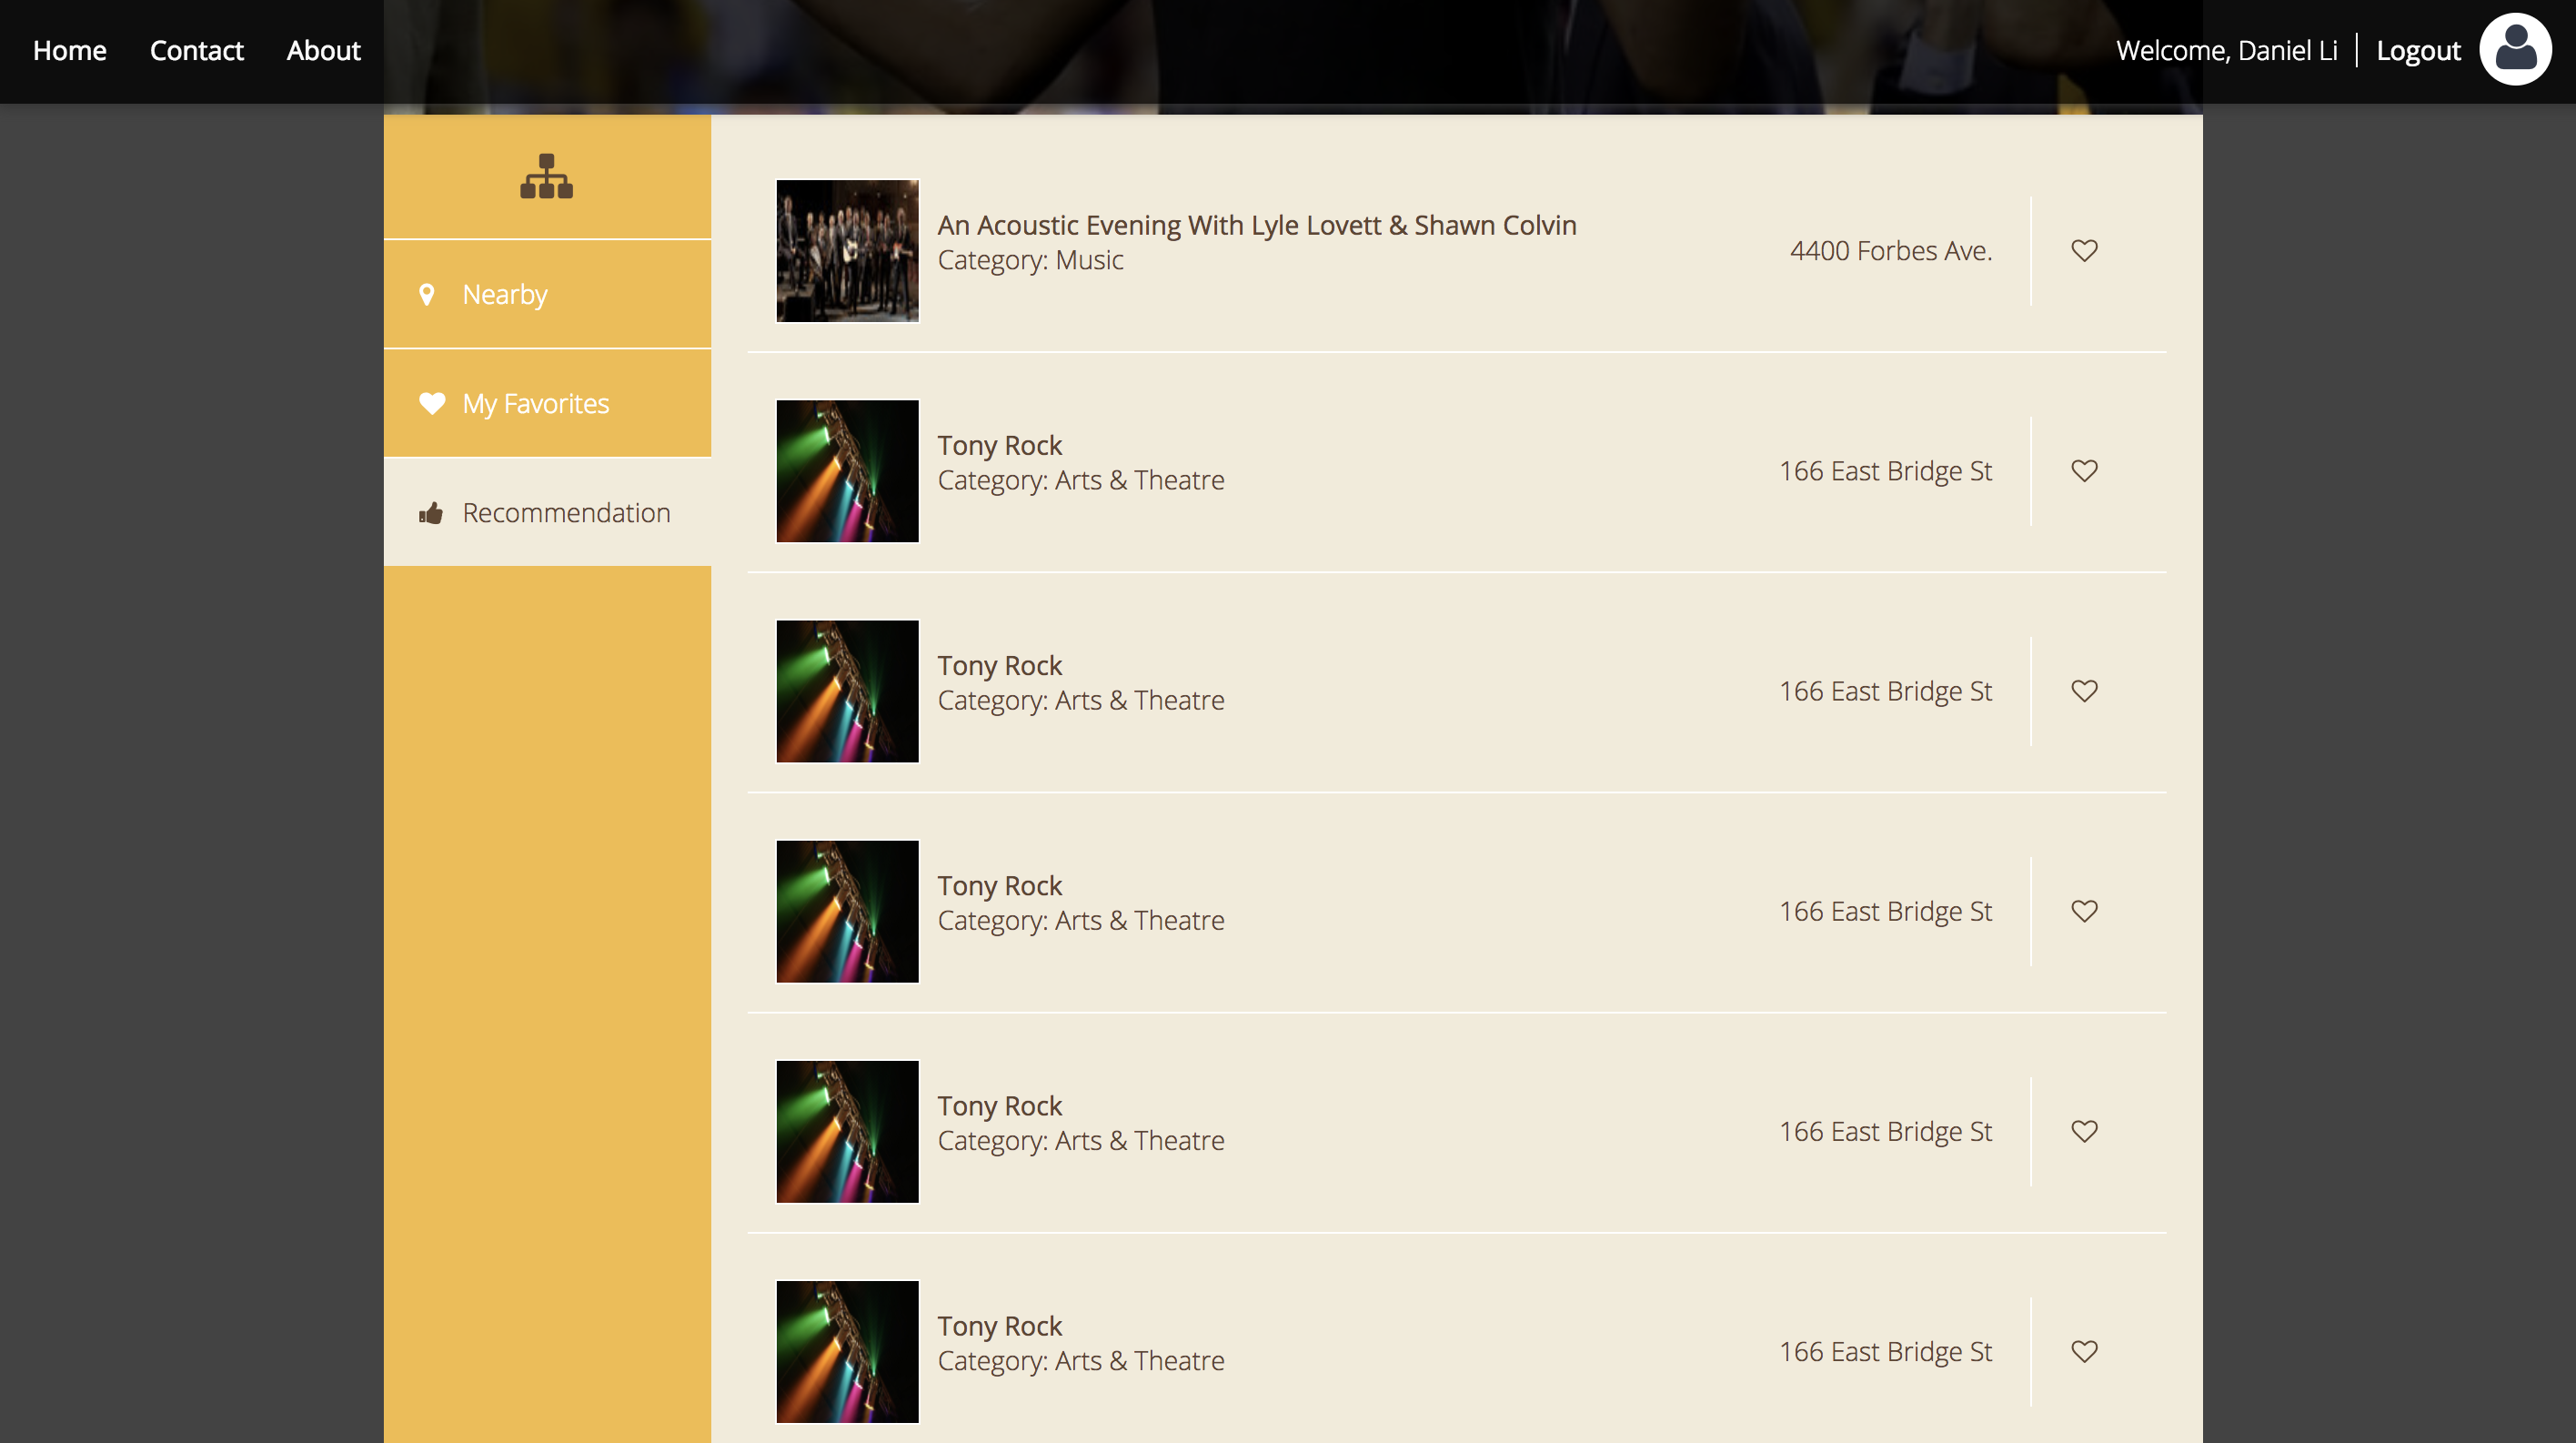 Home Contact About Welcome, Daniel Li Logout
Nearby
My Favorites
Recommendation
An Acoustic Evening With Lyle Lovett & Shawn Colvin
Category: Music
4400 Forbes Ave.
Tony Rock
Category: Arts & Theatre
166 East Bridge St
Tony Rock
Category: Arts & Theatre
166 East Bridge St
Tony Rock
Category: Arts & Theatre
166 East Bridge St
Tony Rock
Category: Arts & Theatre
166 East Bridge St
Tony Rock
Category: Arts & Theatre
166 East Bridge St